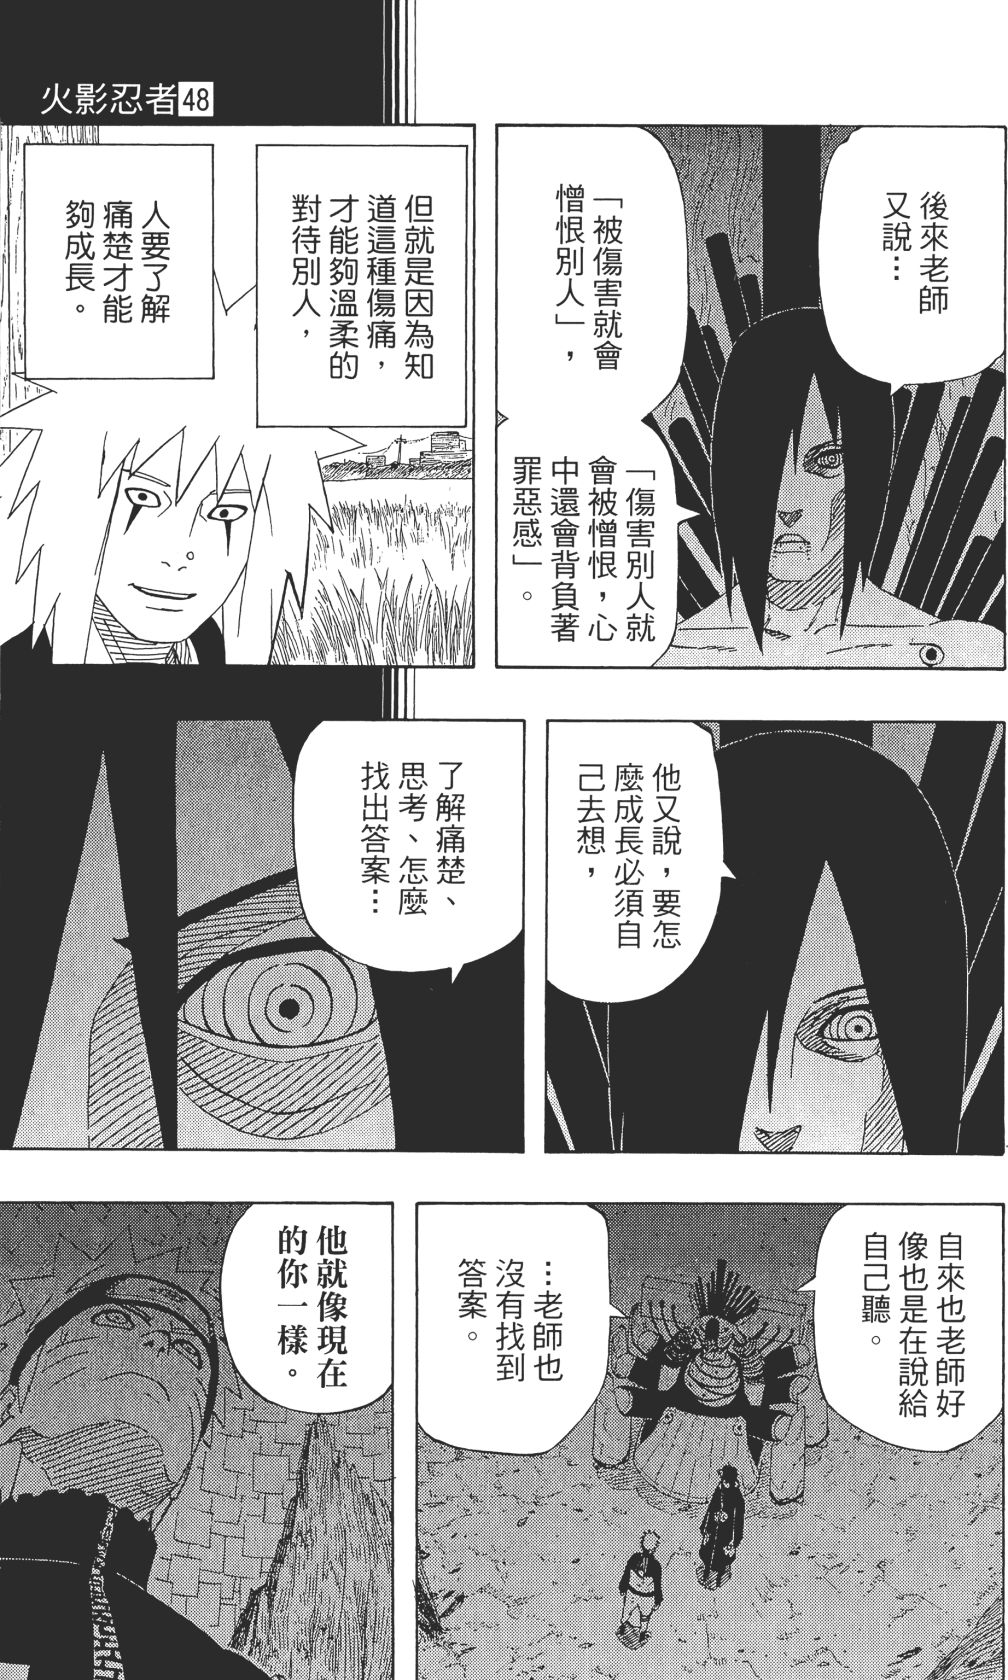 火影忍者48
後來老師
又說…
「被傷害就會
憎恨別人」，
「傷害別人就
會被憎恨，心
中還會背負著
罪惡感」。
但就是因為知
道這種傷痛，
才能夠溫柔的
對待別人，
人要了解
痛楚才能
夠成長。
他又說，要怎
麼成長必須自
己去想，
了解痛楚、
思考、怎麼
找出答案…
自來也老師好
像也是在說給
自己聽。
…老師也
沒有找到
答案。
他就像現在
的你一樣。